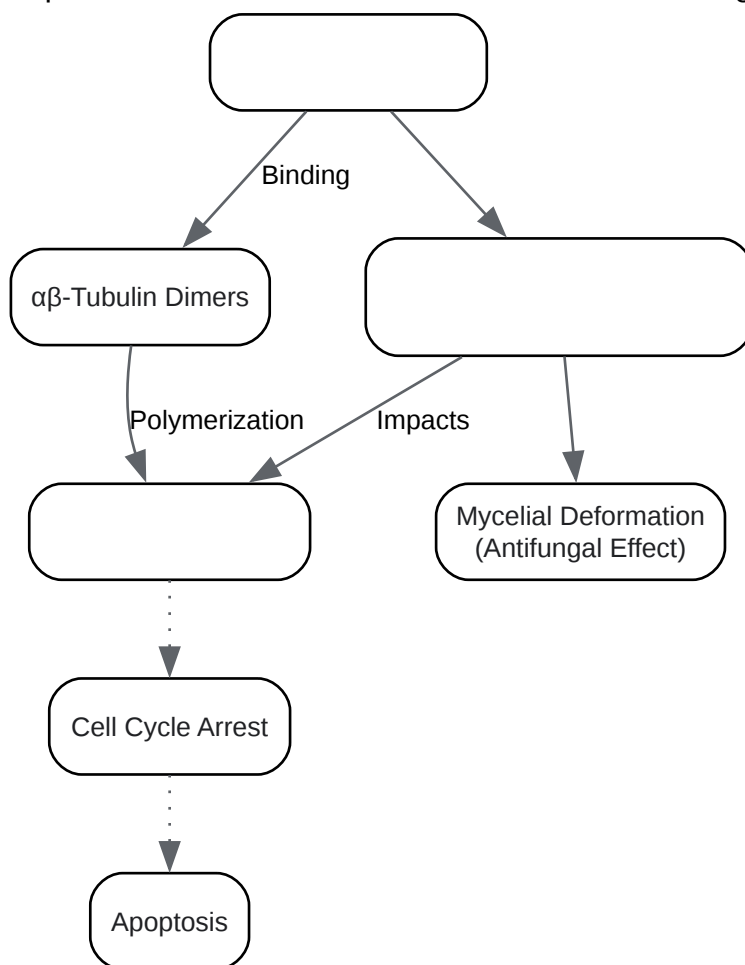 Binding
αβ-Tubulin Dimers
Polymerization
Impacts
Mycelial Deformation
(Antifungal Effect)
Cell Cycle Arrest
Apoptosis